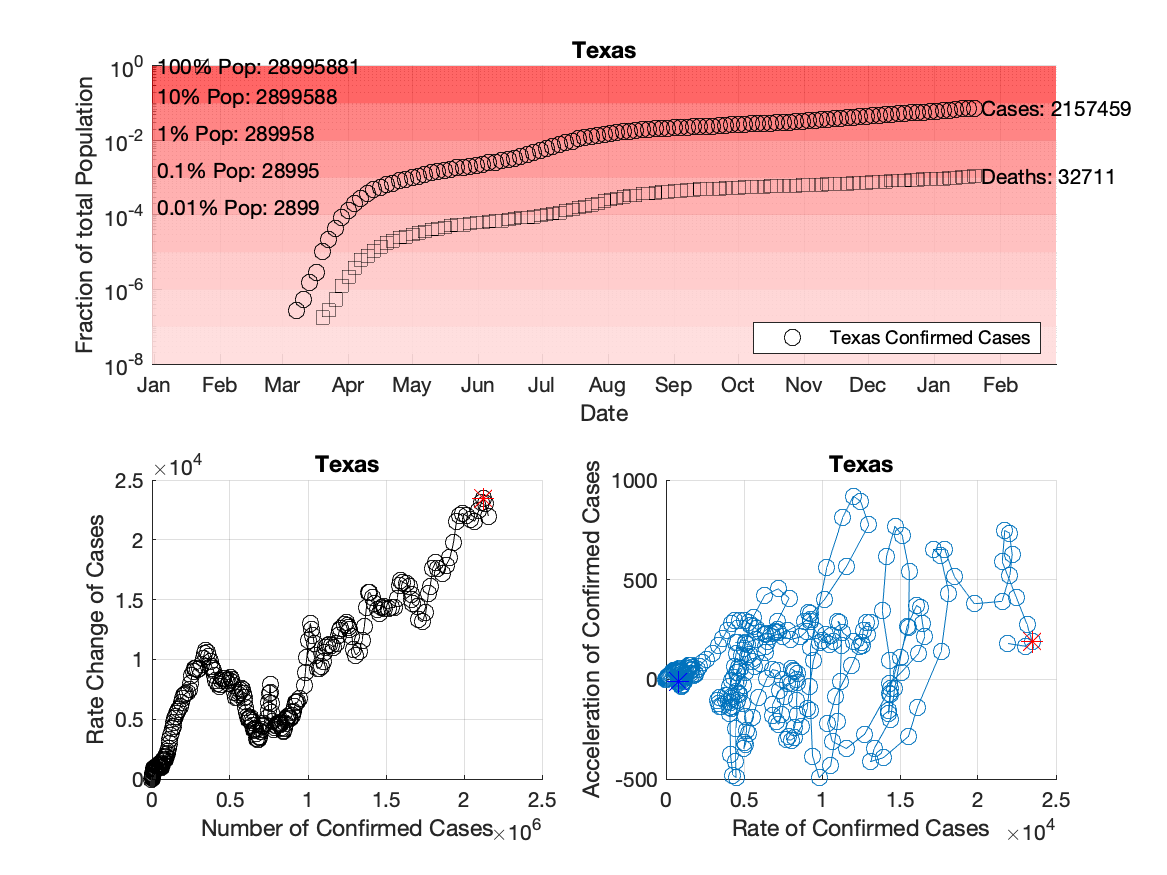 Texas
10^0
10^-2
10^-4
10^-6
10^-8
Fraction of total Population
100% Pop: 28995881
10% Pop: 2899588
1% Pop: 289958
0.1% Pop: 28995
0.01% Pop: 2899
Cases: 2157459
Deaths: 32711
Texas Confirmed Cases
Jan Feb Mar Apr May Jun Jul Aug Sep Oct Nov Dec Jan Feb
Date
Texas
×10^4
2.5
2
1.5
1
0.5
0
Rate Change of Cases
0 0.5 1 1.5 2 2.5
Number of Confirmed Cases ×10^6
Texas
1000
500
0
-500
Acceleration of Confirmed Cases
0 0.5 1 1.5 2 2.5
Rate of Confirmed Cases ×10^4